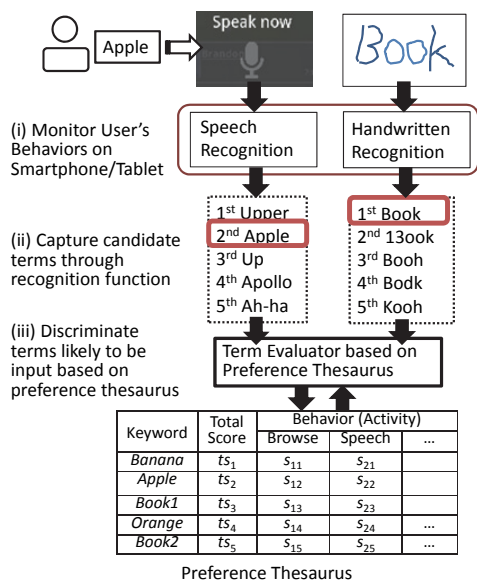 Speak now
Apple
Book
(i) Monitor User's
Behaviors on
Smartphone/Tablet
Speech
Recognition
Handwritten
Recognition
(ii) Capture candidate
terms through
recognition function
1st Upper
2nd Apple
3rd Up
4th Apollo
5th Ah-ha
1st Book
2nd 13ook
3rd Booh
4th Bodk
5th Kooh
(iii) Discriminate
terms likely to be
input based on
preference thesaurus
Term Evaluator based on
Preference Thesaurus
Keyword Total Score Behavior (Activity)
Browse Speech ...
Banana ts1 s11 s21
Apple ts2 s12 s22
Book1 ts3 s13 s23
Orange ts4 s14 s24 ...
Book2 ts5 s15 s25 ...
Preference Thesaurus